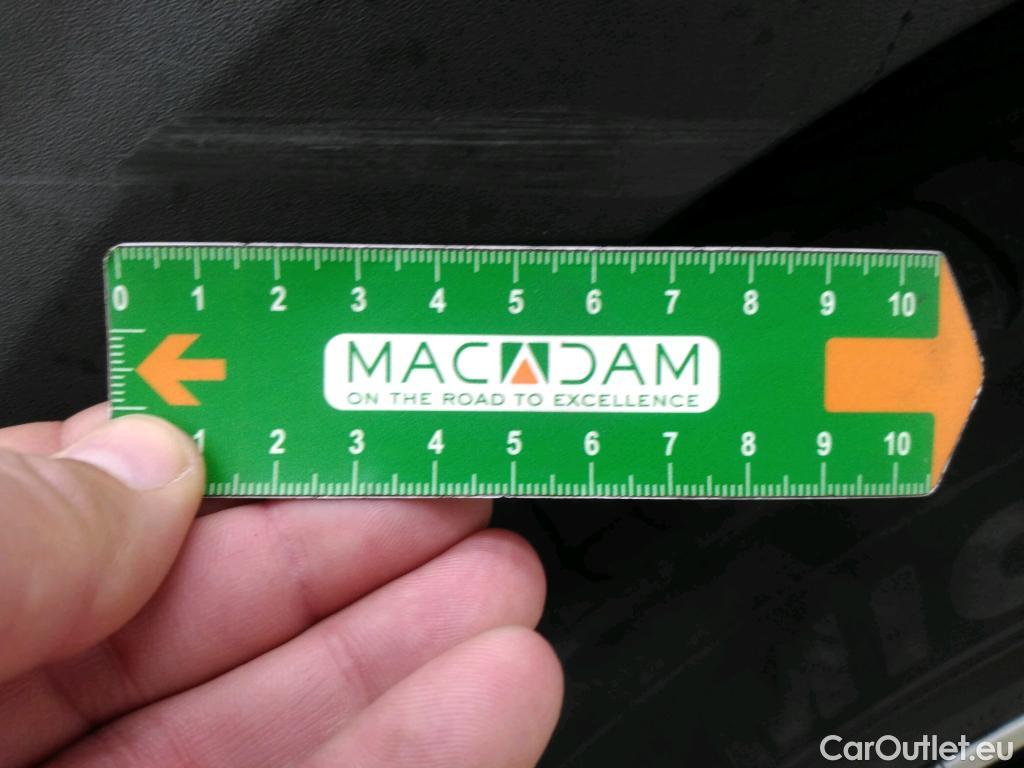 0 1 2 3 4 5 6 7 8 9 10
MACADAM
ON THE ROAD TO EXCELLENCE
1 2 3 4 5 6 7 8 9 10
CarOutlet.eu